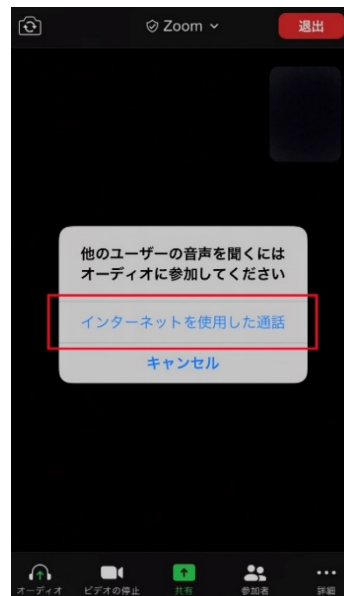 Zoom
退出
他のユーザーの音声を聞くには
オーディオに参加してください
インターネットを使用した通話
キャンセル
オーディオ
ビデオの停止
共有
参加者
詳細